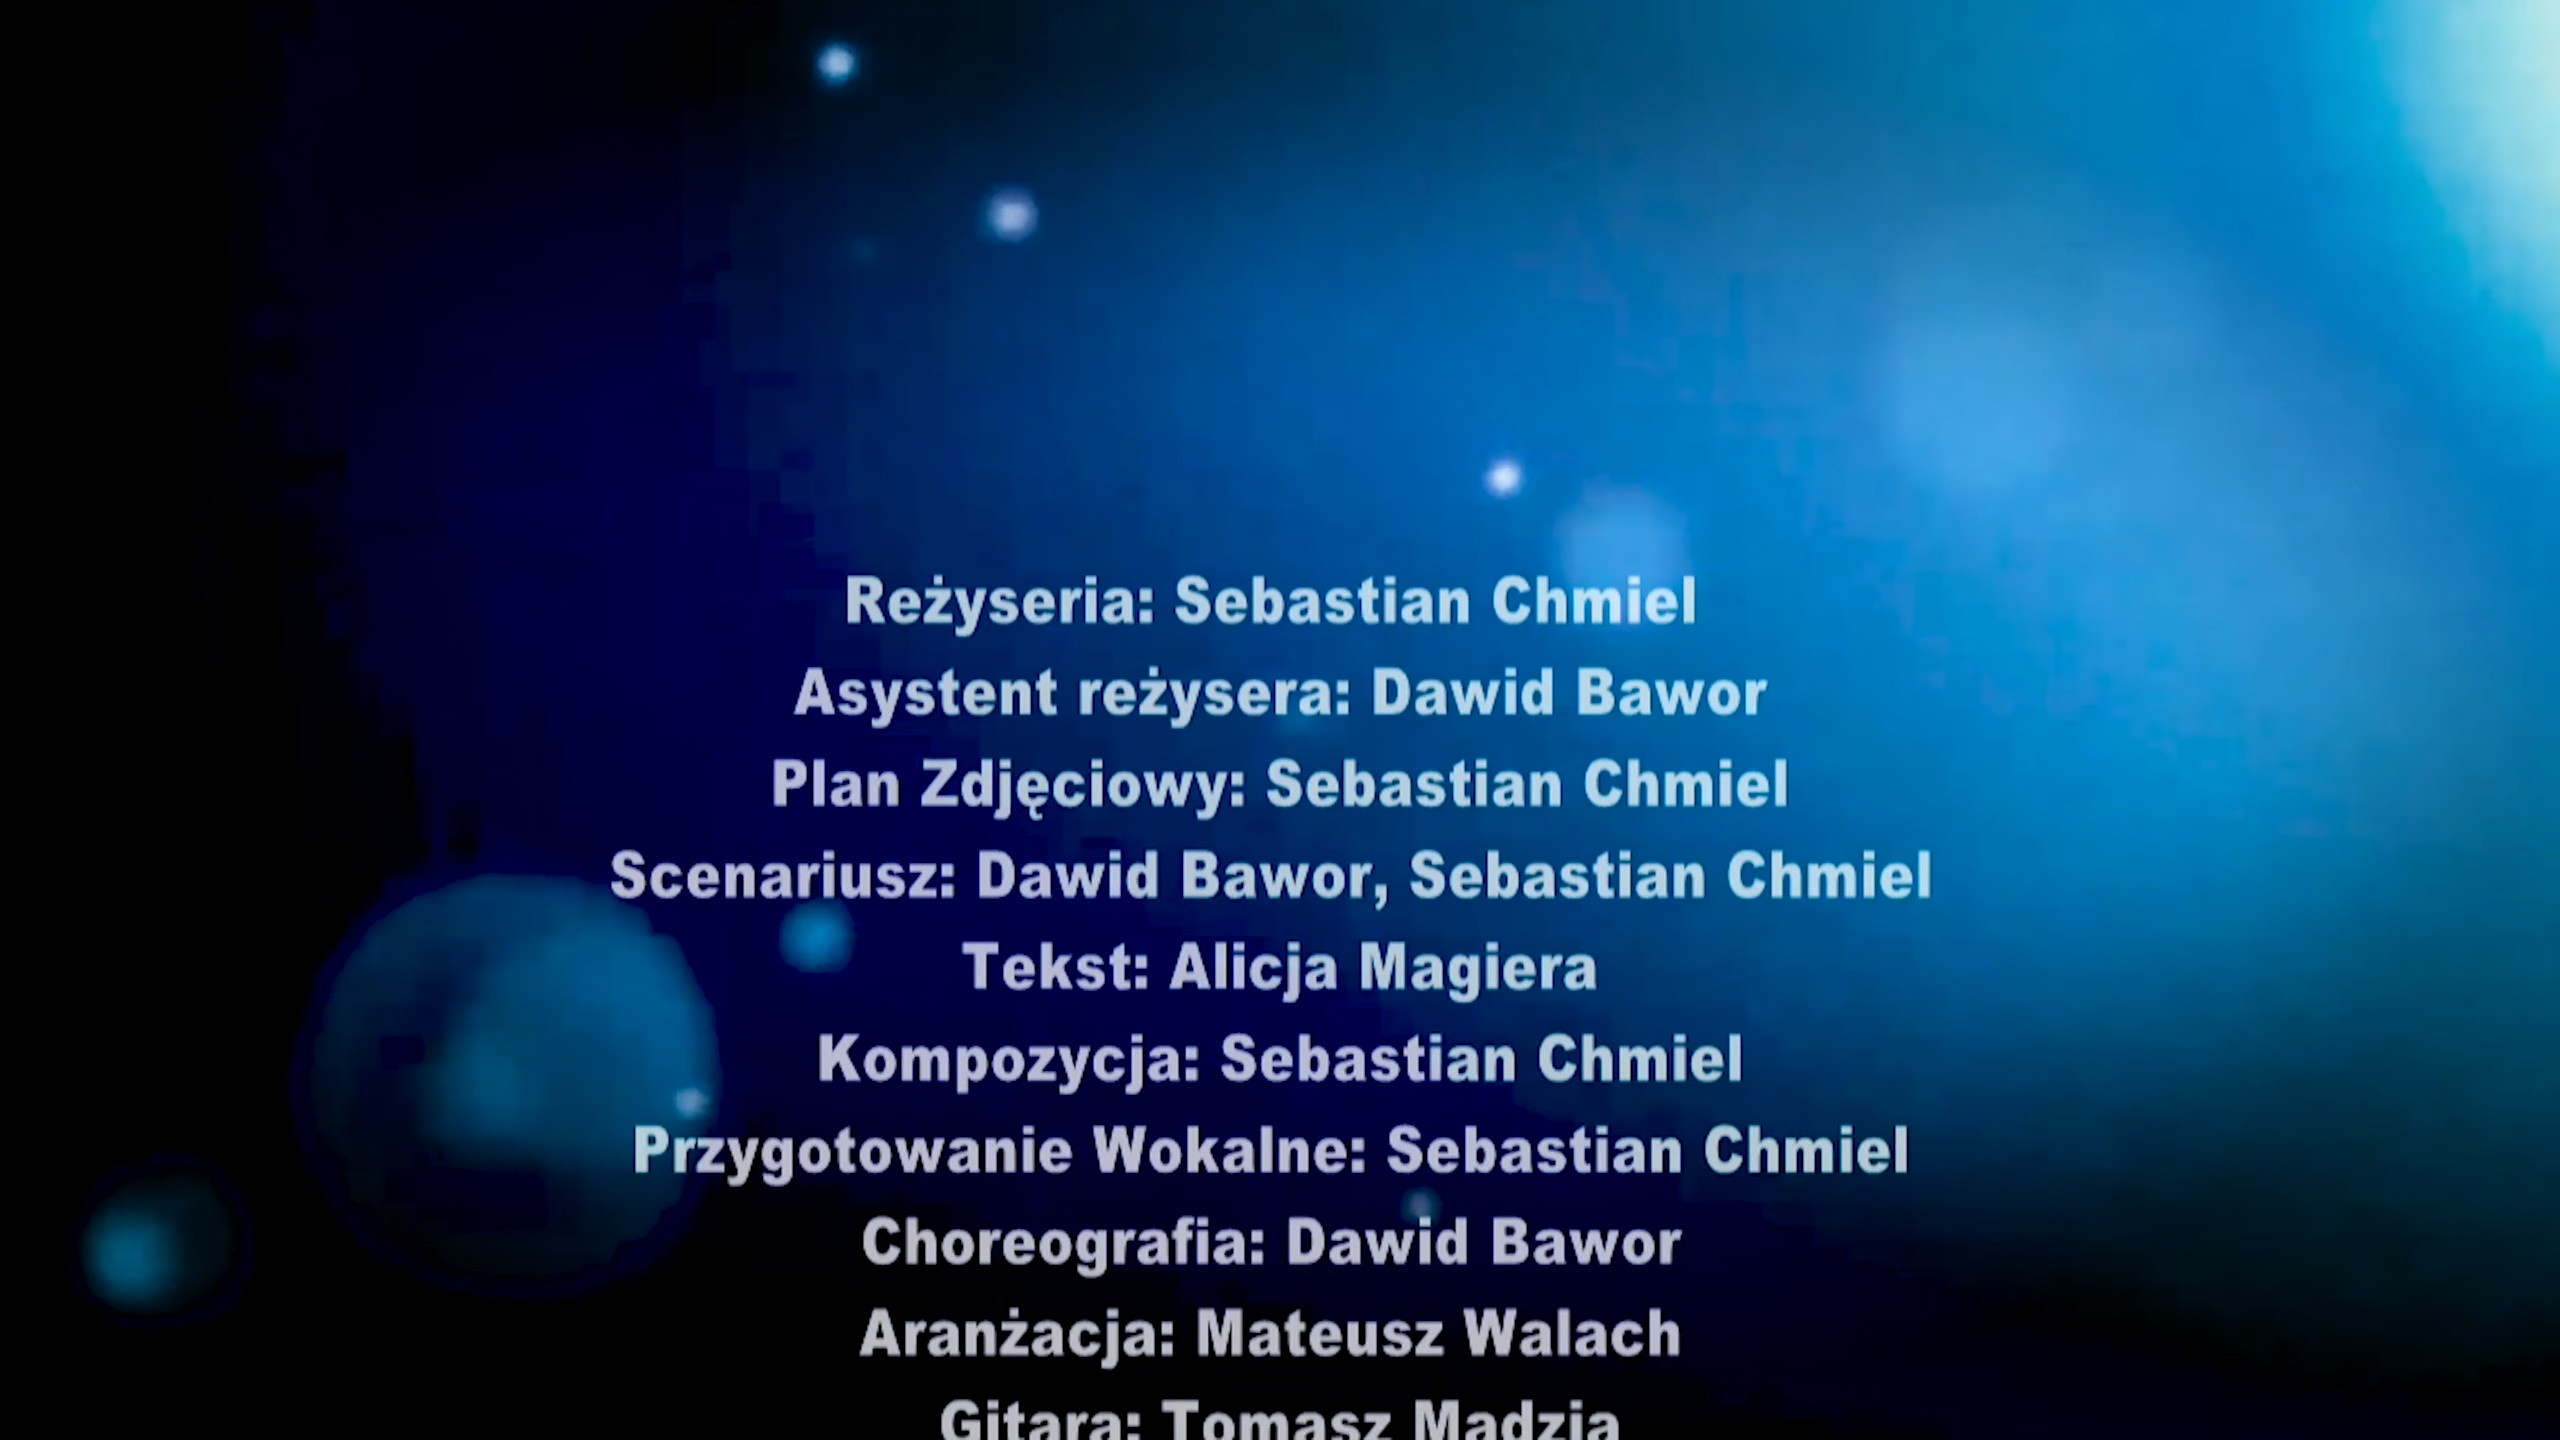 Reżyseria: Sebastian Chmiel
Asystent reżysera: Dawid Bawor
Plan Zdjęciowy: Sebastian Chmiel
Scenariusz: Dawid Bawor, Sebastian Chmiel
Tekst: Alicja Magiera
Kompozycja: Sebastian Chmiel
Przygotowanie Wokalne: Sebastian Chmiel
Choreografia: Dawid Bawor
Aranżacja: Mateusz Walach
Gitara: Tomasz Madzia